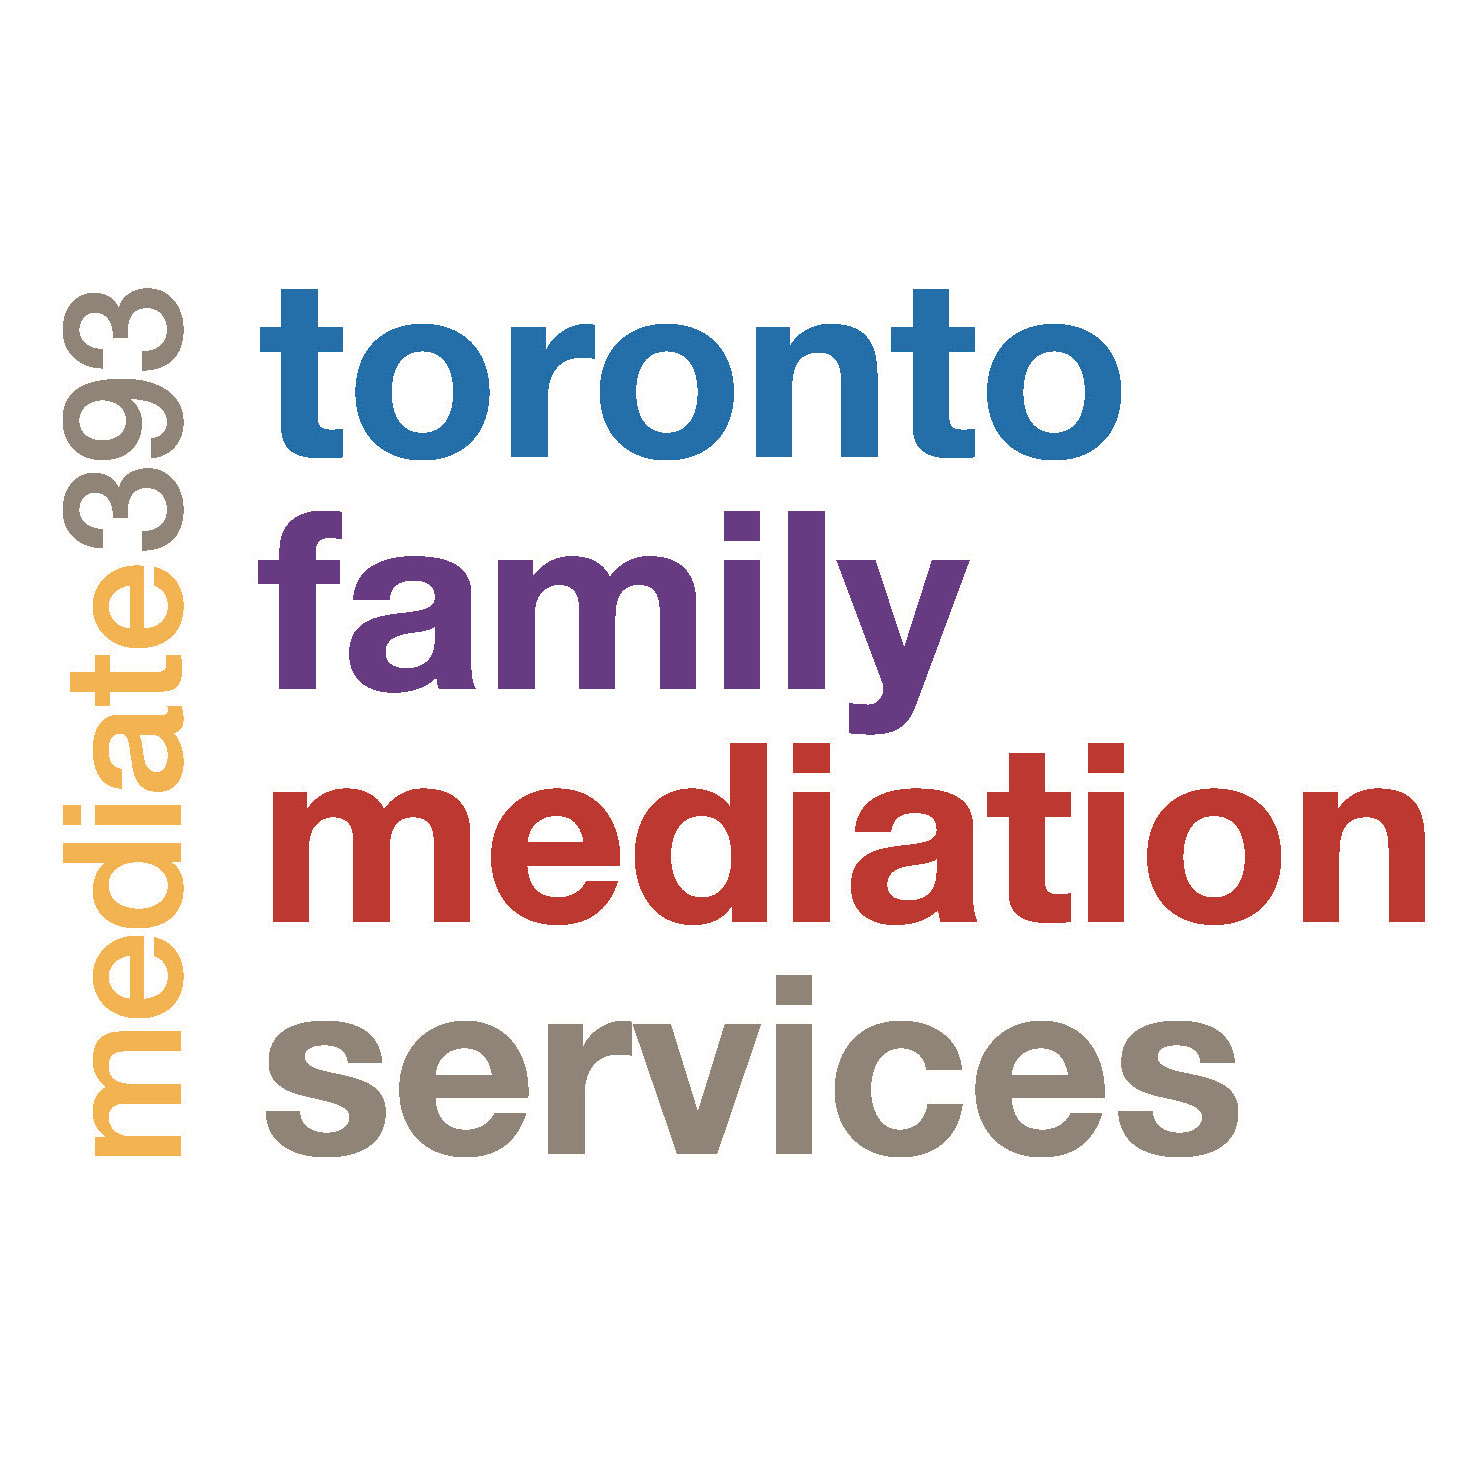 mediate393
toronto
family
mediation
services